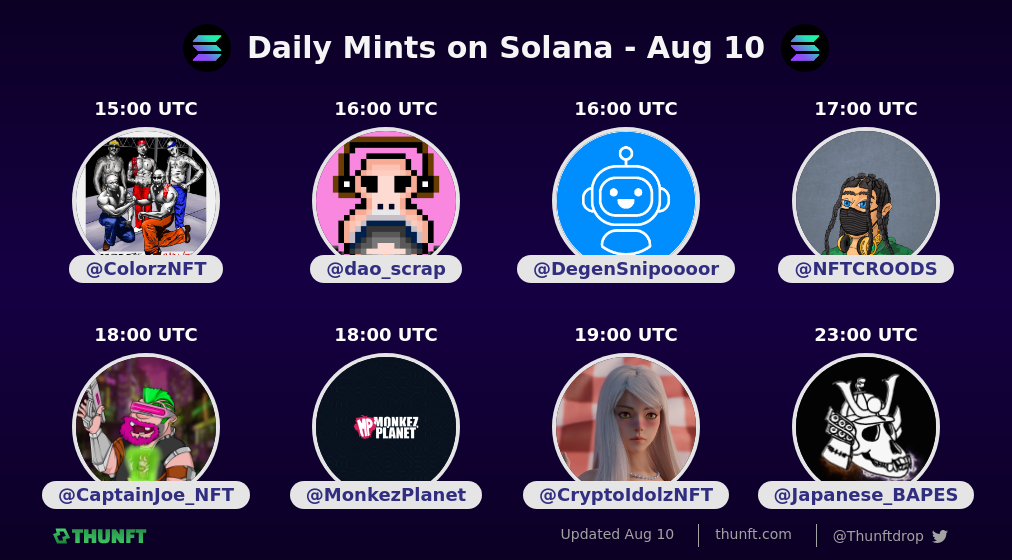 Daily Mints on Solana - Aug 10
15:00 UTC
@ColorzNFT
16:00 UTC
@dao_scrap
16:00 UTC
@DegenSnipoooor
17:00 UTC
@NFTCROODS
18:00 UTC
@CaptainJoe_NFT
18:00 UTC
MP MONKEZ
PLANET
@MonkezPlanet
19:00 UTC
@CryptoIdolzNFT
23:00 UTC
@Japanese_BAPES
THUNFT
Updated Aug 10
thunft.com
@Thunftdrop